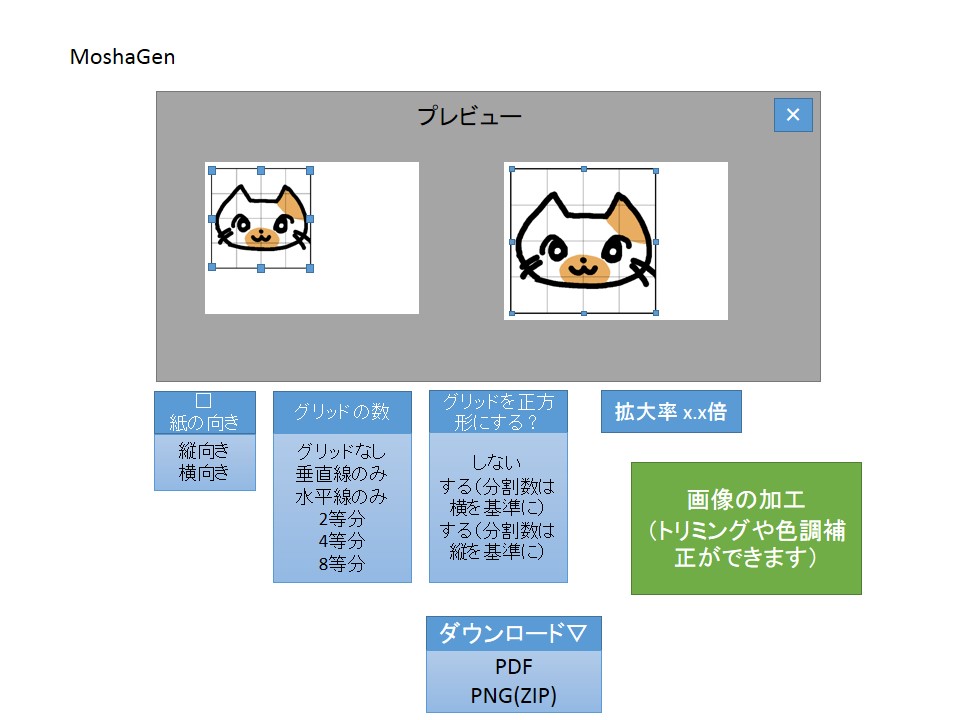 MoshaGen
プレビュー
×
□
紙の向き
縦向き
横向き
グリッドの数
グリッドなし
垂直線のみ
水平線のみ
2等分
4等分
8等分
グリッドを正方
形にする？
しない
する（分割数は
横を基準に）
する（分割数は
縦を基準に）
拡大率 x.x倍
画像の加工
（トリミングや色調補
正ができます）
ダウンロード▽
PDF
PNG(ZIP)